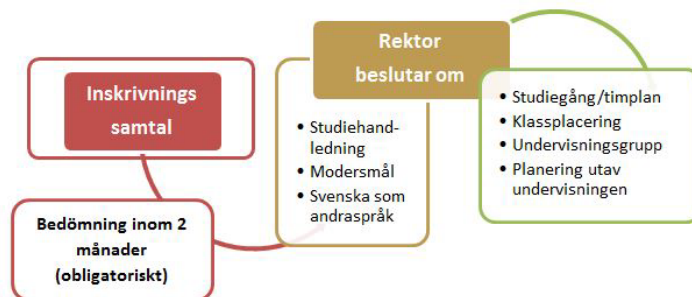 Inskrivnings
samtal
Bedömning inom 2
månader
(obligatoriskt)
Rektor
beslutar om
• Studiehand-
ledning
• Modersmål
• Svenska som
andraspråk
• Studiegång/timplan
• Klassplacering
• Undervisningsgrupp
• Planering utav
undervisningen